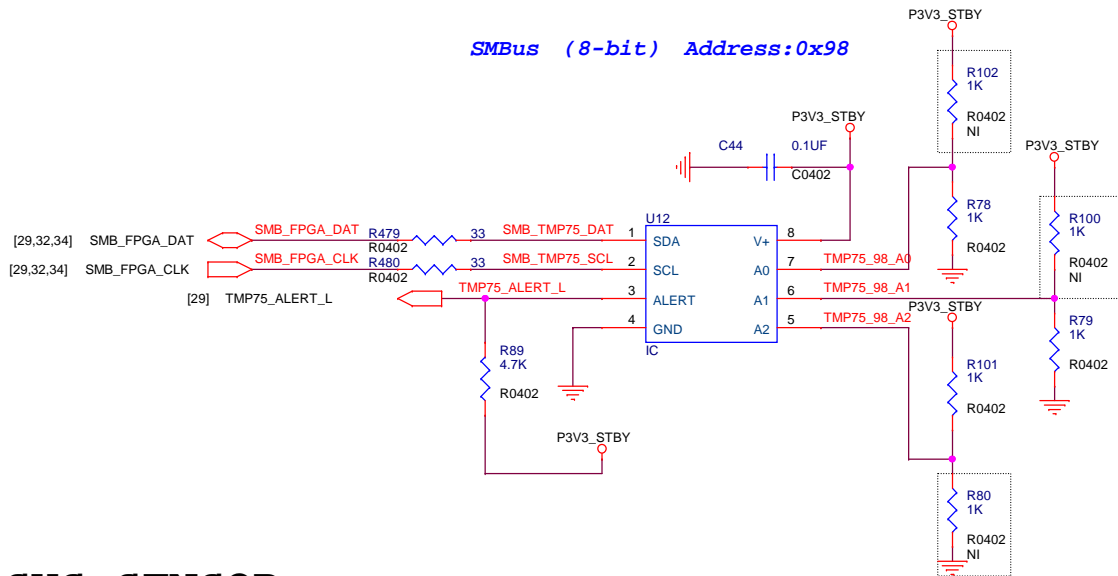 P3V3_STBY
SMBus (8-bit) Address:0x98
R102
1K
R0402
NI
P3V3_STBY
C44 0.1UF
C0402
P3V3_STBY
R78
1K
R0402
R100
1K
R0402
NI
U12
[29,32,34] SMB_FPGA_DAT SMB_FPGA_DAT R479 33 SMB_TMP75_DAT 1 SDA V+ 8
R0402
[29,32,34] SMB_FPGA_CLK SMB_FPGA_CLK R480 33 SMB_TMP75_SCL 2 SCL A0 7 TMP75_98_A0
R0402
[29] TMP75_ALERT_L TMP75_ALERT_L 3 ALERT A1 6 TMP75_98_A1
4 GND A2 5 TMP75_98_A2
IC
P3V3_STBY
R79
1K
R0402
R89
4.7K
R0402
R101
1K
R0402
P3V3_STBY
R80
1K
R0402
NI